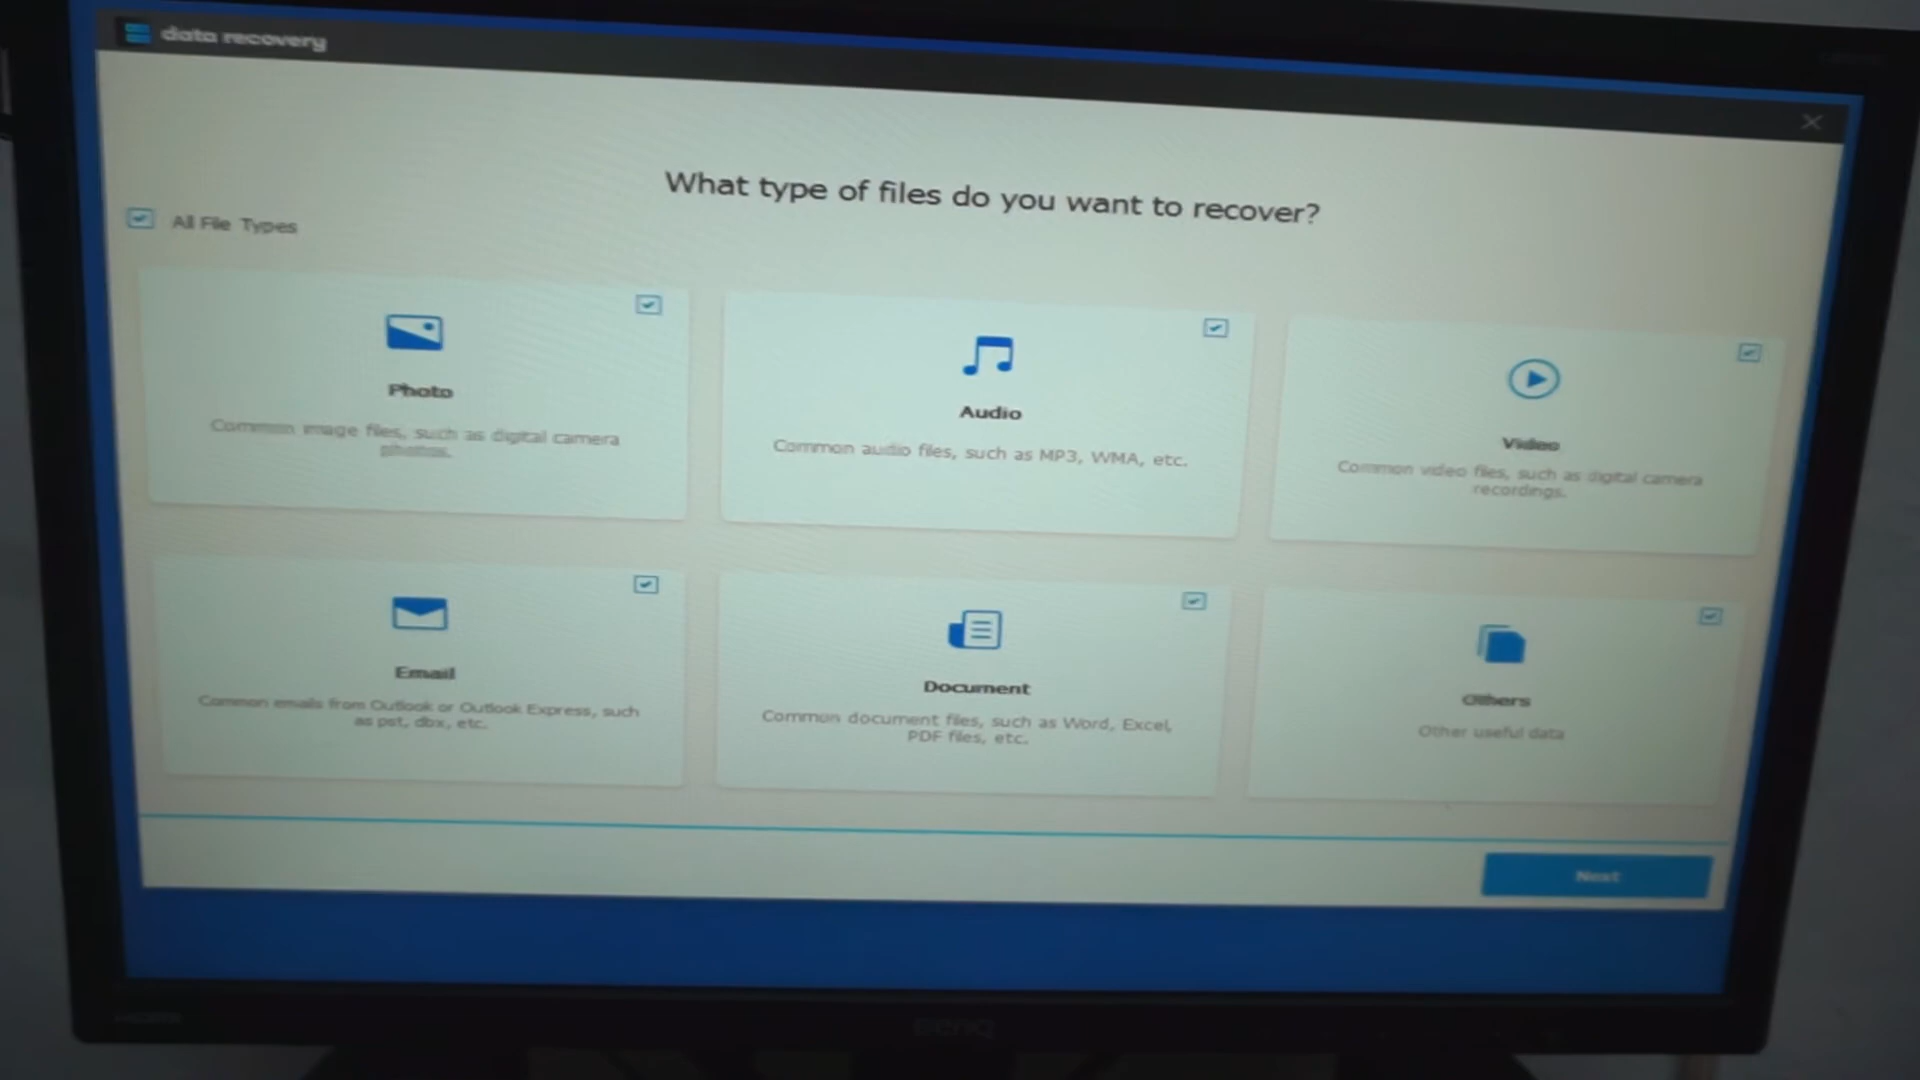 data recovery
What type of files do you want to recover?
All File Types
Photo
Common image files, such as digital camera
photos.
Audio
Common audio files, such as MP3, WMA, etc.
Video
Common video files, such as digital camera
recordings.
Email
Common emails from Outlook or Outlook Express, such
as pst, dbx, etc.
Document
Common document files, such as Word, Excel,
PDF files, etc.
Others
Other useful data
Next
BenQ